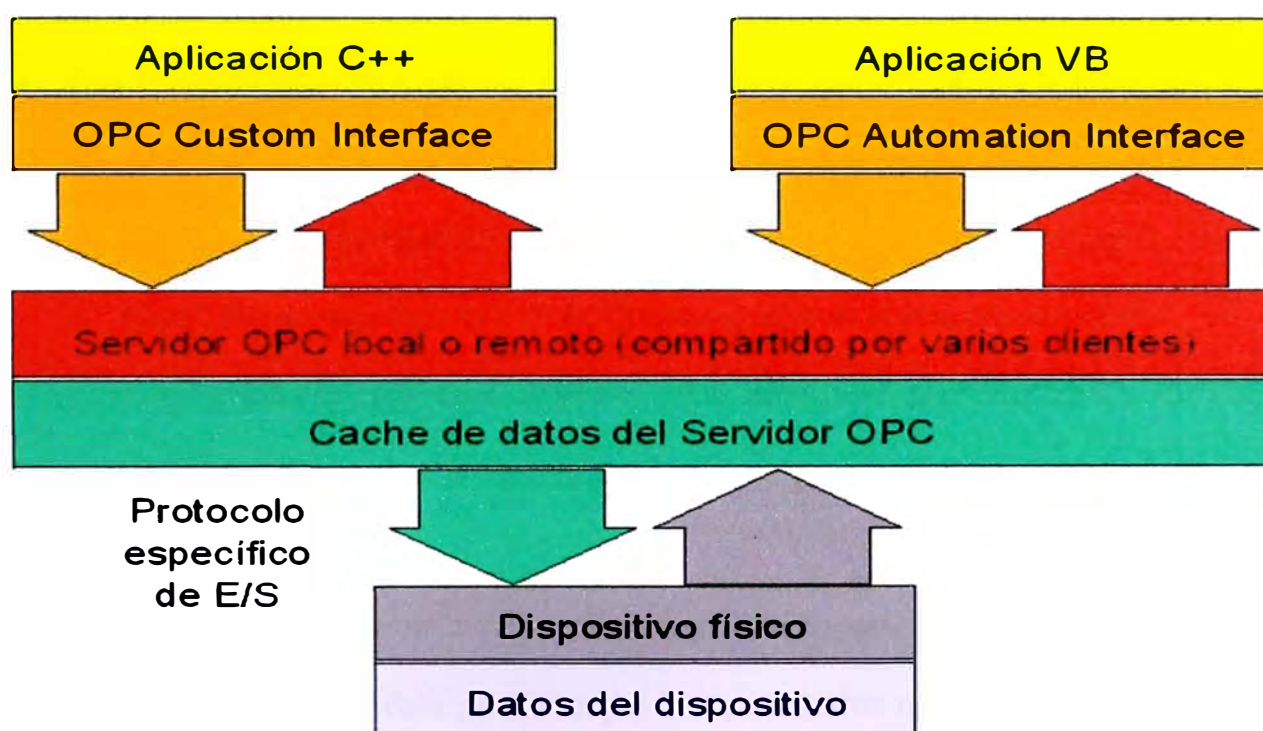 Aplicación C++
Aplicación VB
OPC Custom Interface
OPC Automation Interface
Servidor OPC local o remoto (compartido por varios clientes)
Cache de datos del Servidor OPC
Protocolo
específico
de E/S
Dispositivo físico
Datos del dispositivo